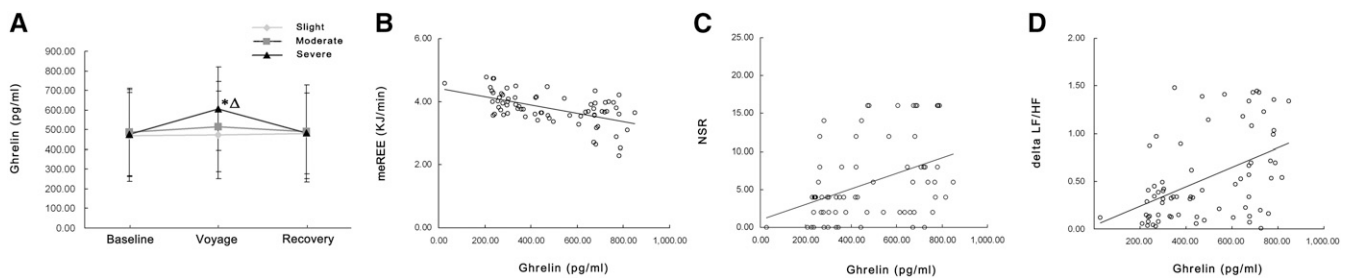 A
Slight
Moderate
Severe
Ghrelin (pg/ml)
900.00
800.00
700.00
600.00
500.00
400.00
300.00
200.00
100.00
0.00
*Δ
Baseline Voyage Recovery
B
meREE (KJ/min)
6.00
4.00
2.00
0.00
0.00 200.00 400.00 600.00 800.00 1,000.00
Ghrelin (pg/ml)
C
NSR
25.00
20.00
15.00
10.00
5.00
0.00
0.00 200.00 400.00 600.00 800.00 1,000.00
Ghrelin (pg/ml)
D
delta LF/HF
2.00
1.50
1.00
0.50
0.00
200.00 400.00 600.00 800.00 1,000.00
Ghrelin (pg/ml)